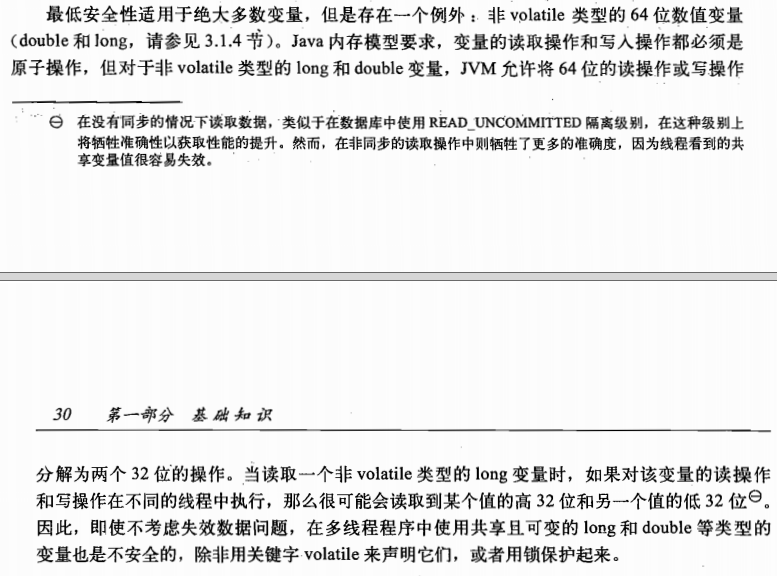 最低安全性适用于绝大多数变量，但是存在一个例外：非 volatile 类型的 64 位数值变量
（double 和 long，请参见 3.1.4 节）。Java 内存模型要求，变量的读取操作和写入操作都必须是
原子操作，但对于非 volatile 类型的 long 和 double 变量，JVM 允许将 64 位的读操作或写操作
㊀ 在没有同步的情况下读取数据，类似于在数据库中使用 READ_UNCOMMITTED 隔离级别，在这种级别上
将牺牲准确性以获取性能的提升。然而，在非同步的读取操作中则牺牲了更多的准确度，因为线程看到的共
享变量值很容易失效。
30 第一部分 基础知识
分解为两个 32 位的操作。当读取一个非 volatile 类型的 long 变量时，如果对该变量的读操作
和写操作在不同的线程中执行，那么很可能会读取到某个值的高 32 位和另一个值的低 32 位㊀。
因此，即使不考虑失效数据问题，在多线程程序中使用共享且可变的 long 和 double 等类型的
变量也是不安全的，除非用关键字 volatile 来声明它们，或者用锁保护起来。